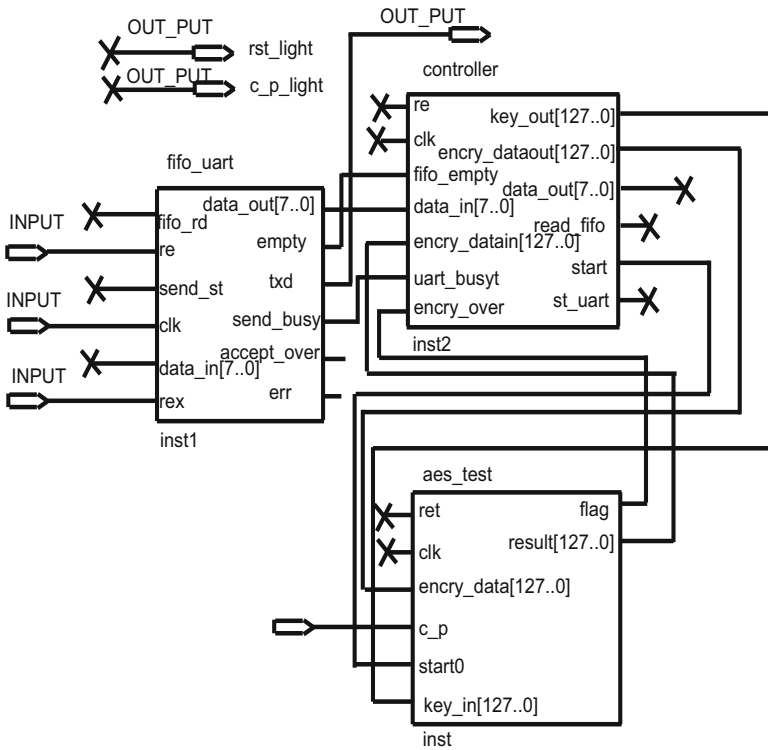 OUT_PUT
rst_light
OUT_PUT
c_p_light
OUT_PUT
controller
re
clk
fifo_empty
data_in[7..0]
encry_datain[127..0]
uart_busyt
encry_over
key_out[127..0]
encry_dataout[127..0]
data_out[7..0]
read_fifo
start
st_uart
inst2
fifo_uart
INPUT
INPUT
INPUT
fifo_rd
re
send_st
clk
data_in[7..0]
rex
data_out[7..0]
empty
txd
send_busy
accept_over
err
inst1
aes_test
ret
clk
encry_data[127..0]
c_p
start0
key_in[127..0]
flag
result[127..0]
inst